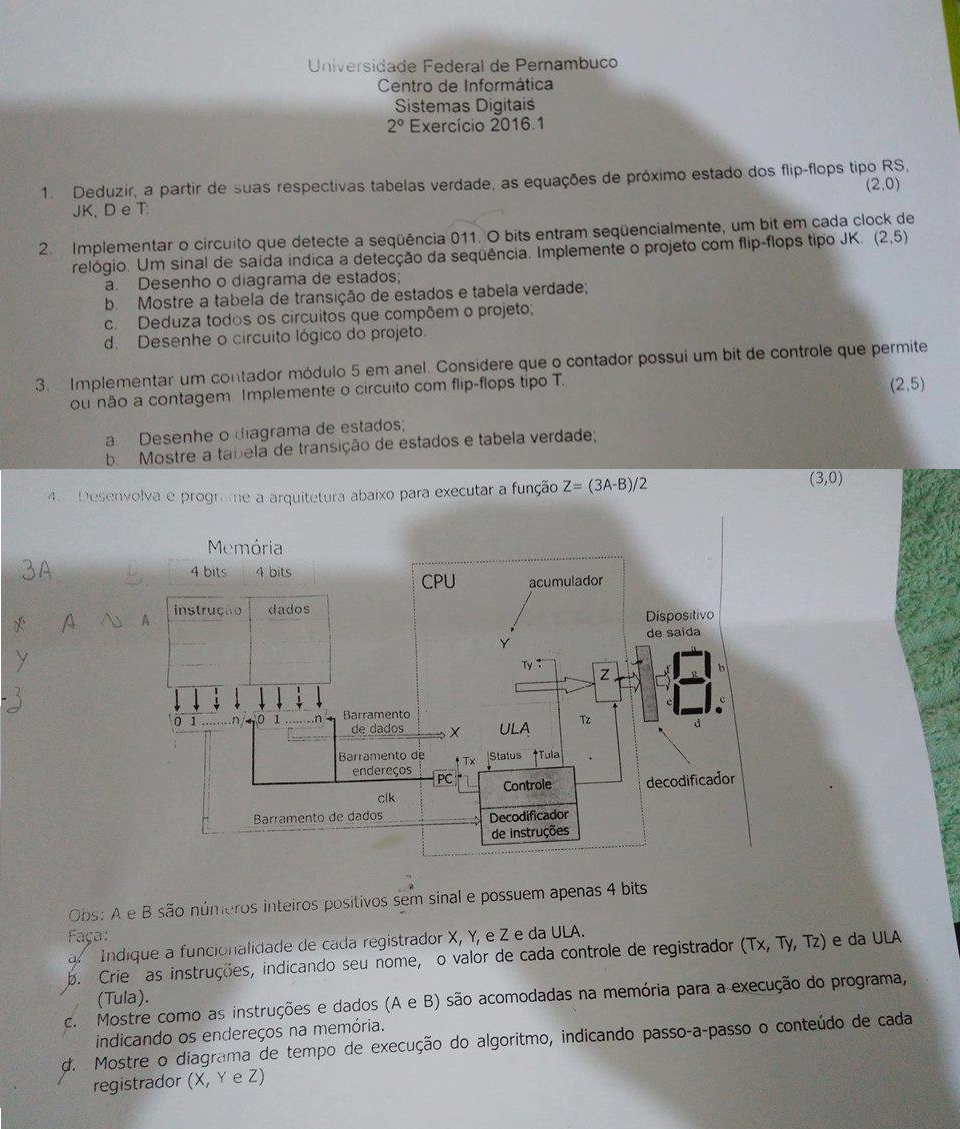 Universidade Federal de Pernambuco
Centro de Informática
Sistemas Digitais
2º Exercício 2016.1
1. Deduzir, a partir de suas respectivas tabelas verdade, as equações de próximo estado dos flip-flops tipo RS,
JK, D e T: (2,0)
2. Implementar o circuito que detecte a seqüência 011. O bits entram seqüencialmente, um bit em cada clock de
relógio. Um sinal de saída indica a detecção da seqüência. Implemente o projeto com flip-flops tipo JK. (2,5)
a. Desenho o diagrama de estados;
b. Mostre a tabela de transição de estados e tabela verdade;
c. Deduza todos os circuitos que compõem o projeto;
d. Desenhe o circuito lógico do projeto.
3. Implementar um contador módulo 5 em anel. Considere que o contador possui um bit de controle que permite
ou não a contagem. Implemente o circuito com flip-flops tipo T. (2,5)
a Desenhe o diagrama de estados;
b. Mostre a tabela de transição de estados e tabela verdade;
4. Desenvolva e programe a arquitetura abaixo para executar a função Z= (3A-B)/2 (3,0)
Memória
3A
4 bits 4 bits
CPU
acumulador
instrução dados
Dispositivo
de saída
A A
Y
Y
Ty
Z
a
b
c
d
e
f
g
-3
0 1 ........n 0 1 .......n
Barramento
de dados
X
ULA
Tz
Barramento de
endereços
Tx
Status
Tula
PC
Controle
decodificador
clk
Barramento de dados
Decodificador
de instruções
Obs: A e B são números inteiros positivos sem sinal e possuem apenas 4 bits
Faça:
a. Indique a funcionalidade de cada registrador X, Y, e Z e da ULA.
b. Crie as instruções, indicando seu nome, o valor de cada controle de registrador (Tx, Ty, Tz) e da ULA
(Tula).
c. Mostre como as instruções e dados (A e B) são acomodadas na memória para a execução do programa,
indicando os endereços na memória.
d. Mostre o diagrama de tempo de execução do algoritmo, indicando passo-a-passo o conteúdo de cada
registrador (X, Y e Z)